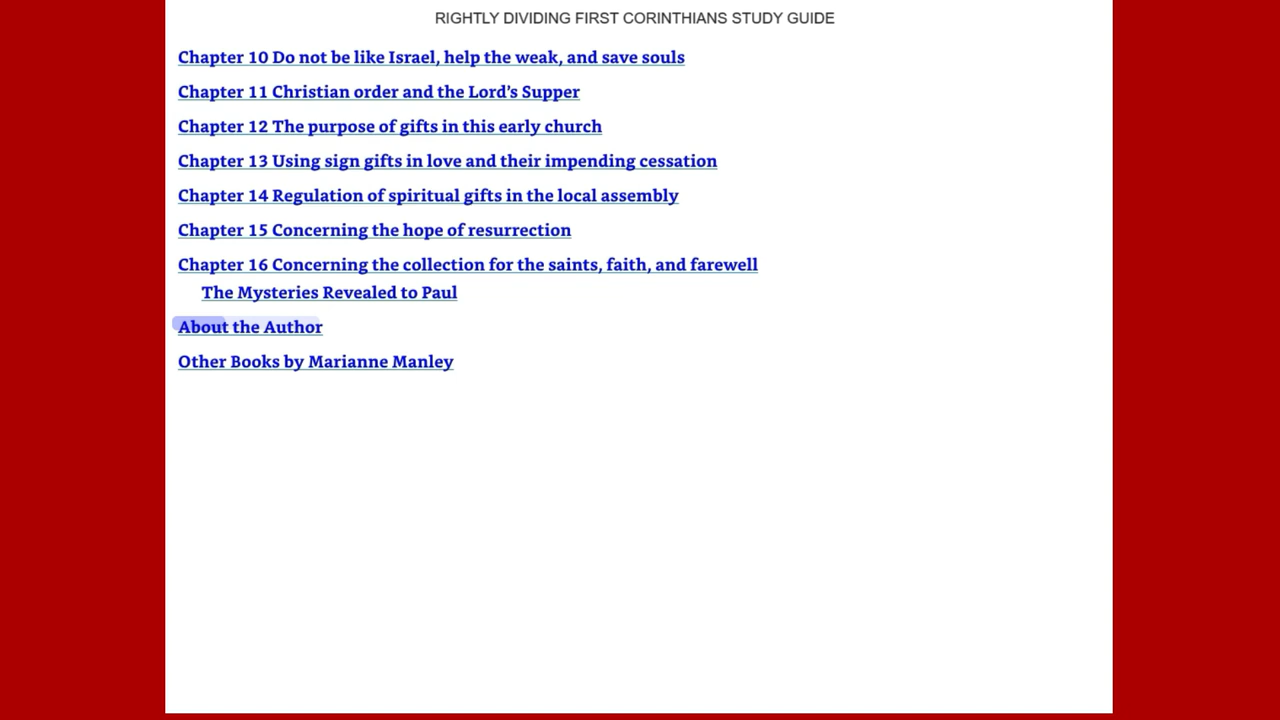 RIGHTLY DIVIDING FIRST CORINTHIANS STUDY GUIDE
Chapter 10 Do not be like Israel, help the weak, and save souls
Chapter 11 Christian order and the Lord’s Supper
Chapter 12 The purpose of gifts in this early church
Chapter 13 Using sign gifts in love and their impending cessation
Chapter 14 Regulation of spiritual gifts in the local assembly
Chapter 15 Concerning the hope of resurrection
Chapter 16 Concerning the collection for the saints, faith, and farewell
The Mysteries Revealed to Paul
About the Author
Other Books by Marianne Manley